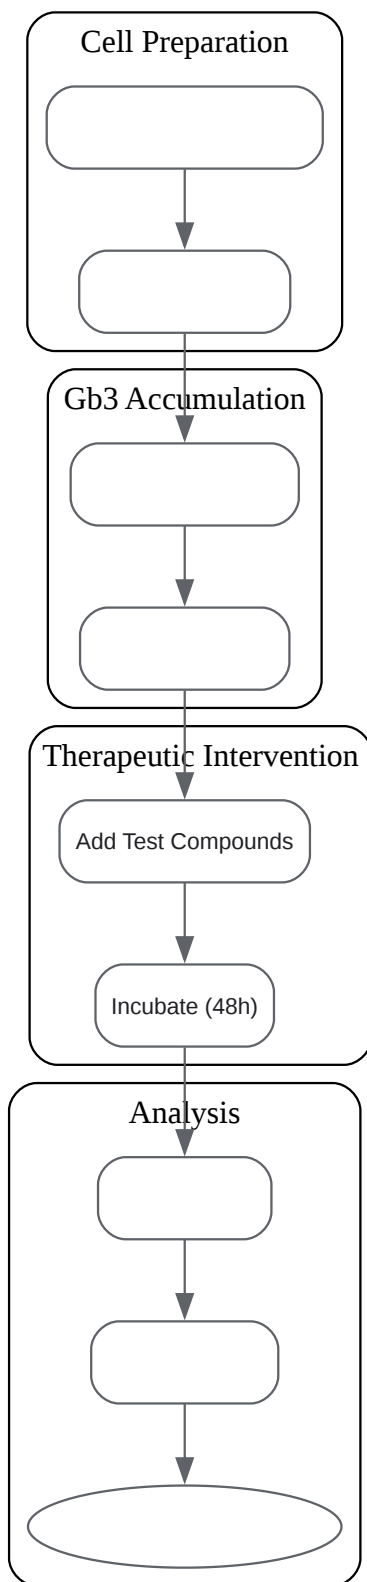 Cell Preparation
Gb3 Accumulation
Therapeutic Intervention
Add Test Compounds
Incubate (48h)
Analysis